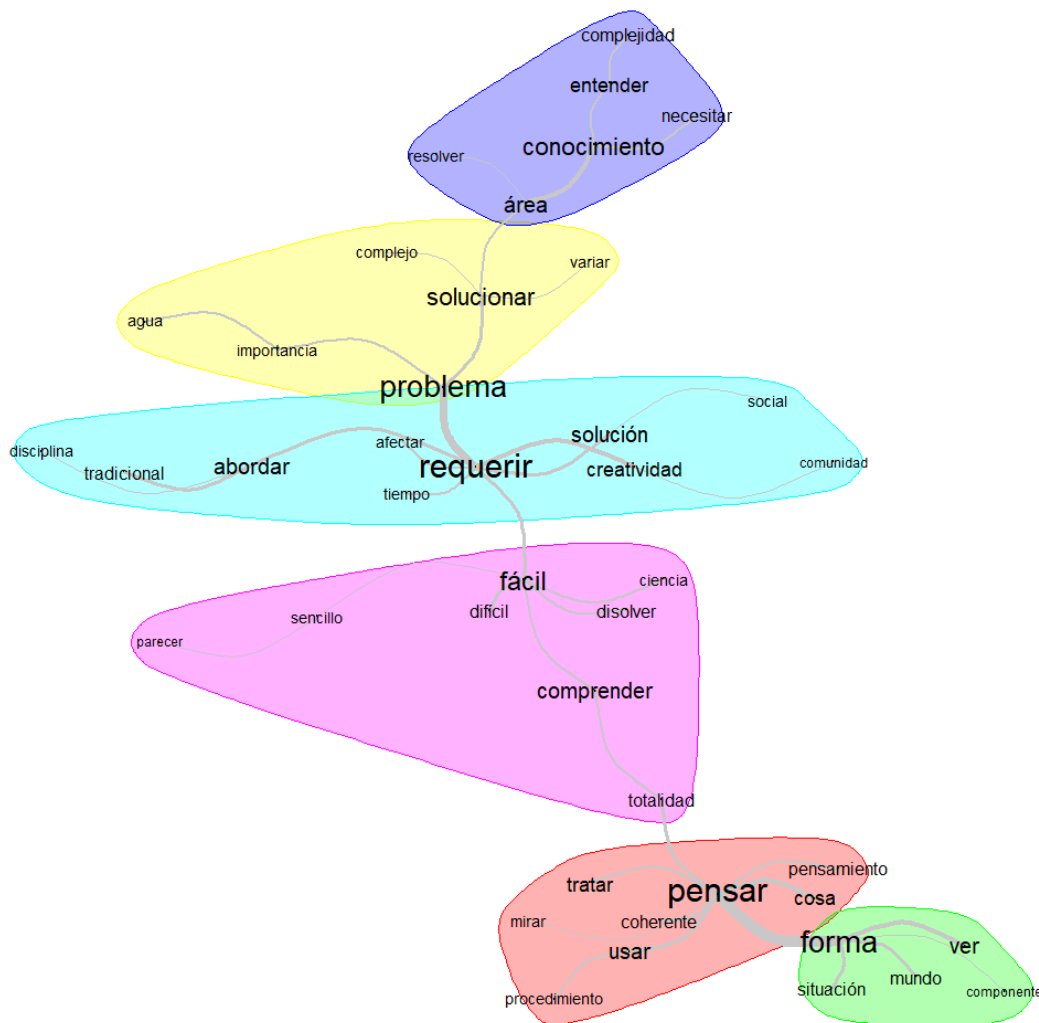 complejidad
entender
necesitar
conocimiento
resolver
área
complejo
variar
solucionar
agua
importancia
problema
social
solución
afectar
disciplina
comunidad
abordar
requerir
creatividad
tradicional
tiempo
fácil
ciencia
difícil
disolver
sencillo
parecer
comprender
totalidad
pensamiento
tratar
pensar
cosa
mirar
coherente
forma
ver
usar
mundo
situación
componente
procedimiento